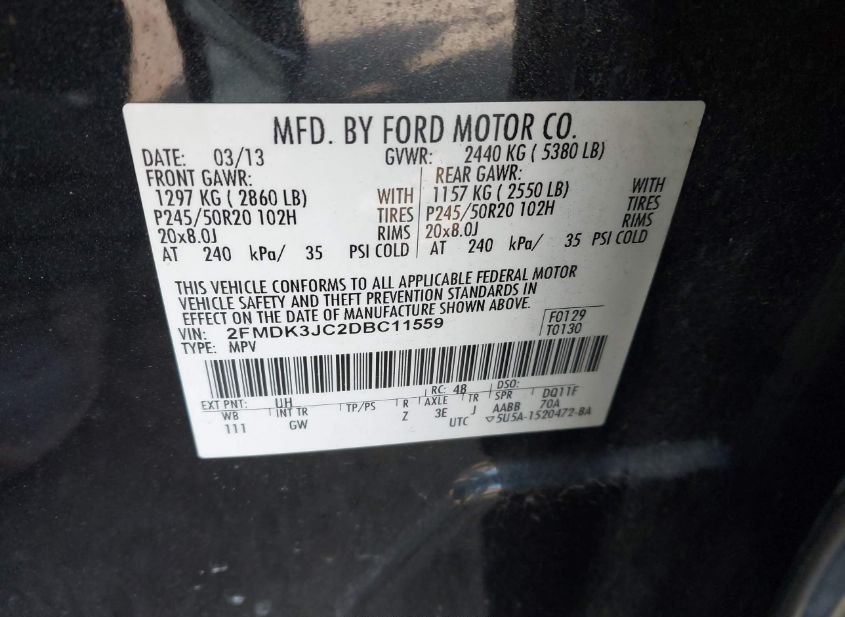 MFD. BY FORD MOTOR CO.
DATE: 03/13 GVWR: 2440 KG ( 5380 LB)
FRONT GAWR: REAR GAWR:
1297 KG ( 2860 LB) WITH 1157 KG ( 2550 LB) WITH
P245/50R20 102H TIRES P245/50R20 102H TIRES
20x8.0J RIMS 20x8.0J RIMS
AT 240 kPa/ 35 PSI COLD AT 240 kPa/ 35 PSI COLD
THIS VEHICLE CONFORMS TO ALL APPLICABLE FEDERAL MOTOR
VEHICLE SAFETY AND THEFT PREVENTION STANDARDS IN
EFFECT ON THE DATE OF MANUFACTURE SHOWN ABOVE.
VIN: 2FMDK3JC2DBC11559 F0129
TYPE: MPV T0130
EXT PNT: UH RC: 48 DSO:
WB INT TR TP/PS R AXLE TR SPR DQ11F
111 GW Z 3E J AABB 70A
UTC ▽5U5A-1520472-BA